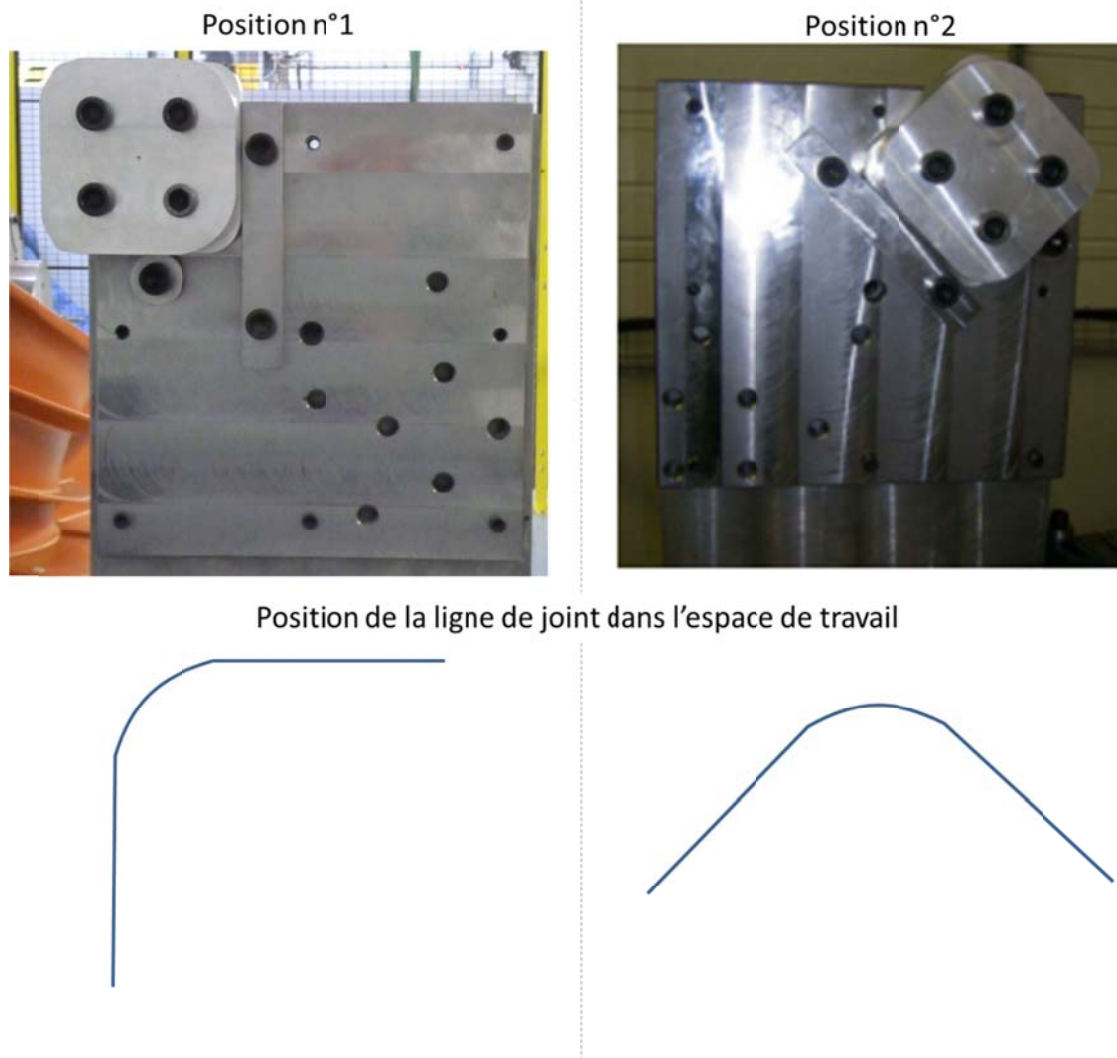 Position n°1
Position n°2
Position de la ligne de joint dans l'espace de travail